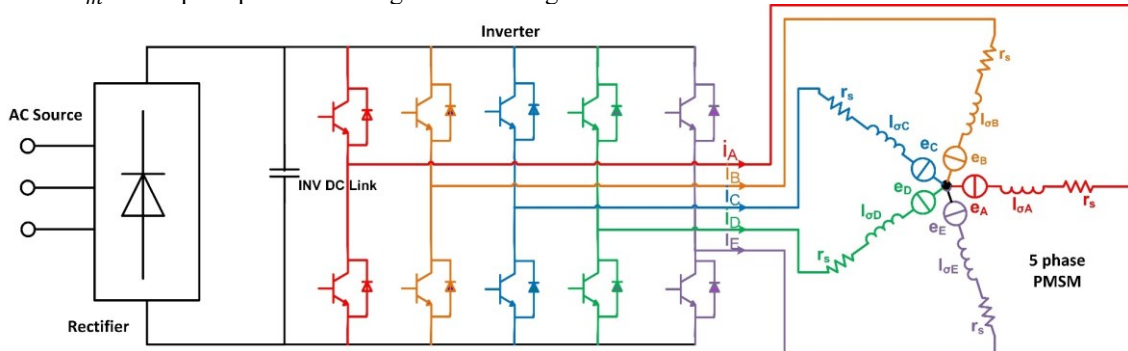 Inverter
AC Source
INV DC Link
Rectifier
iA
iB
iC
iD
iE
rs
lσC
eC
rs
lσB
eB
eA
lσA
rs
eD
lσD
rs
eE
lσE
rs
5 phase
PMSM